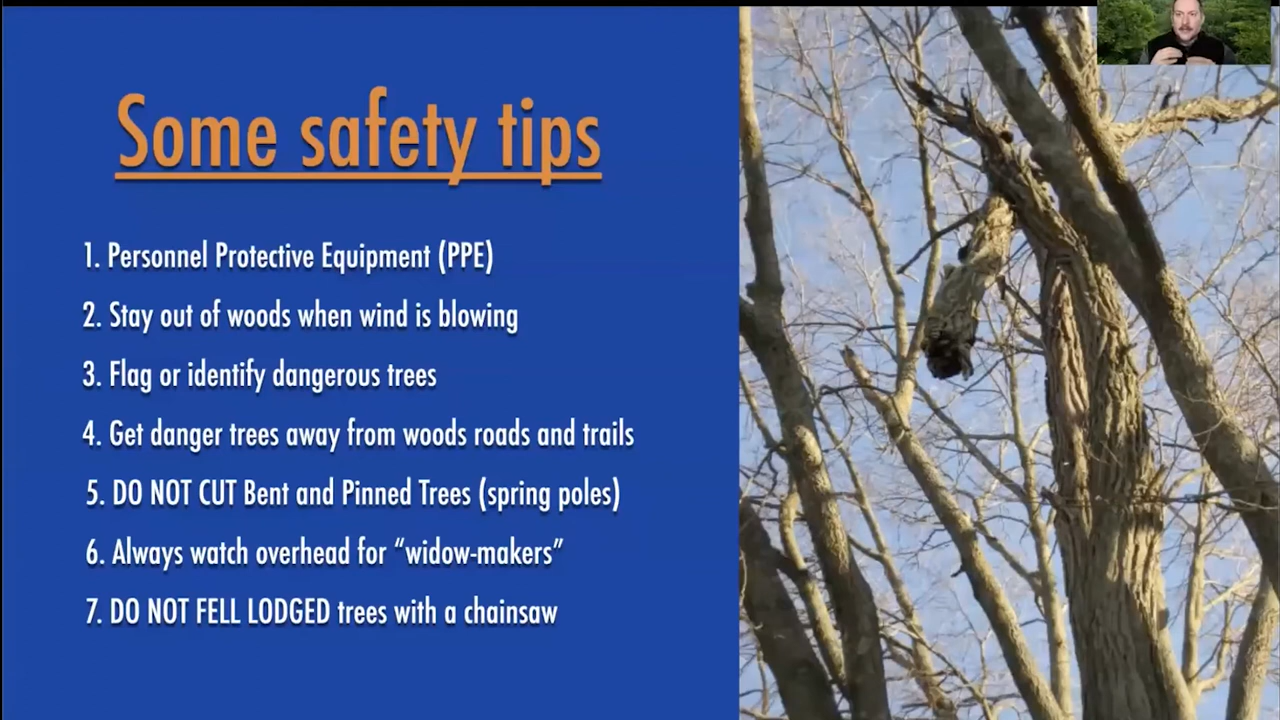 Some safety tips
1. Personnel Protective Equipment (PPE)
2. Stay out of woods when wind is blowing
3. Flag or identify dangerous trees
4. Get danger trees away from woods roads and trails
5. DO NOT CUT Bent and Pinned Trees (spring poles)
6. Always watch overhead for “widow-makers”
7. DO NOT FELL LODGED trees with a chainsaw